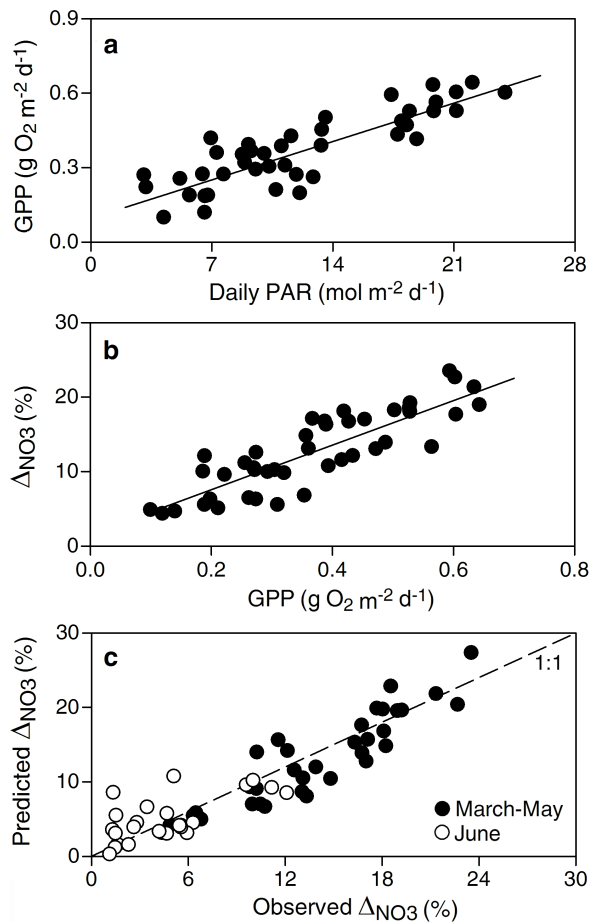 a
0.9
0.6
0.3
0.0
GPP (g O2 m-2 d-1)
0 7 14 21 28
Daily PAR (mol m-2 d-1)
b
30
20
10
0
ΔNO3 (%)
0.0 0.2 0.4 0.6 0.8
GPP (g O2 m-2 d-1)
c
30
20
10
0
Predicted ΔNO3 (%)
1:1
March-May
June
0 6 12 18 24 30
Observed ΔNO3 (%)